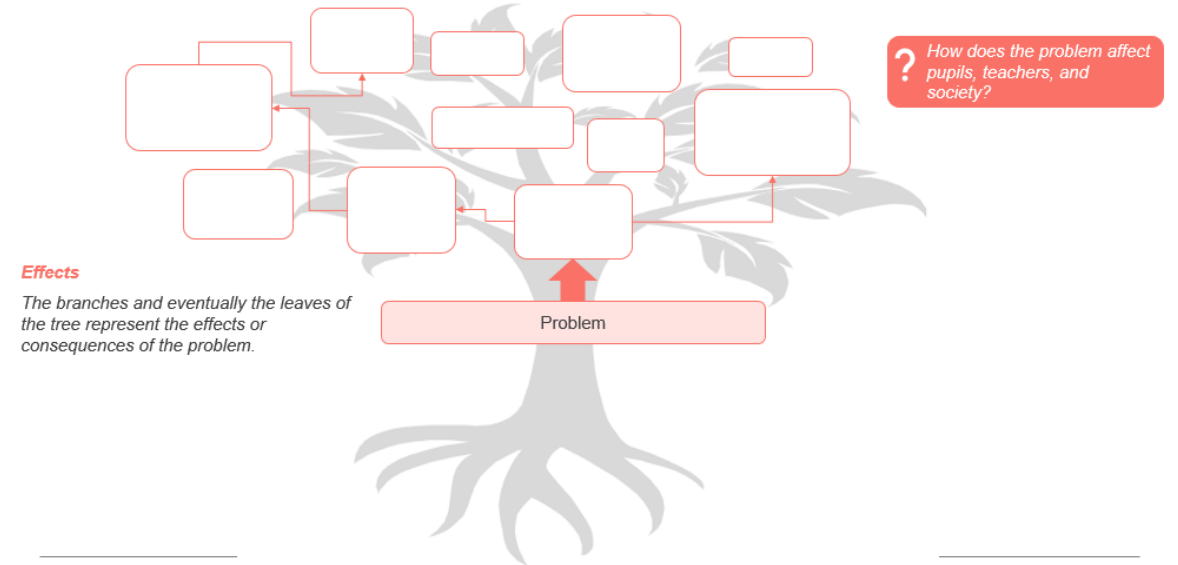 ?
How does the problem affect
pupils, teachers, and
society?
Effects
The branches and eventually the leaves of
the tree represent the effects or
consequences of the problem.
Problem